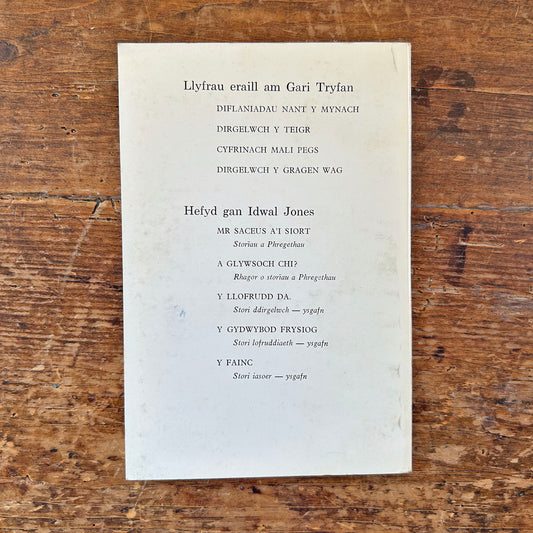 Llyfrau eraill am Gari Tryfan
DIFLANIADAU NANT Y MYNACH
DIRGELWCH Y TEIGR
CYFRINACH MALI PEGS
DIRGELWCH Y GRAGEN WAG
Hefyd gan Idwal Jones
MR SACEUS A'I SIORT
Storïau a Phregethau
A GLYWSOCH CHI?
Rhagor o storïau a Phregethau
Y LLOFRUDD DA.
Stori ddirgelwch — ysgafn
Y GYDWYBOD FRYSIOG
Stori lofruddiaeth — ysgafn
Y FAINC
Stori iasoer — ysgafn